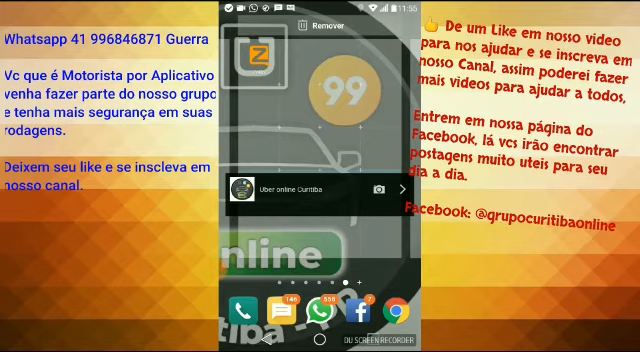 Whatsapp 41 996846871 Guerra
Vc que é Motorista por Aplicativo
venha fazer parte do nosso grupo
e tenha mais segurança em suas
rodagens.
Deixem seu like e se inscleva em
nosso canal.
11:55
Remover
Z
99
Uber online Curitiba
nline
tiba
146
558
7
DU SCREEN RECORDER
👍 De um Like em nosso video
para nos ajudar e se inscreva em
nosso Canal, assim poderei fazer
mais videos para ajudar a todos,
Entrem em nossa página do
Facebook, lá vcs irão encontrar
postagens muito uteis para seu
dia a dia.
Facebook: @grupocuritibaonline